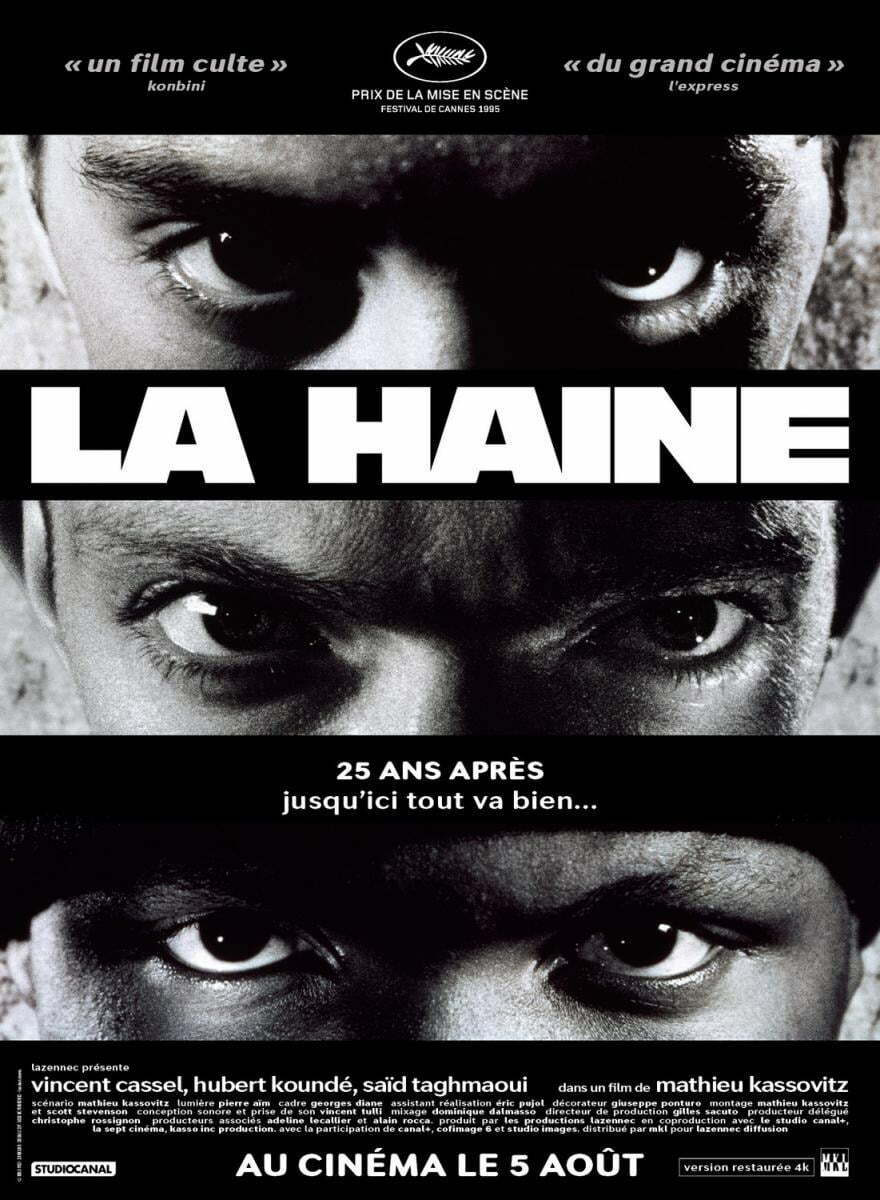 « un film culte »
konbini
PRIX DE LA MISE EN SCÈNE
FESTIVAL DE CANNES 1995
« du grand cinéma »
l'express
LA HAINE
25 ANS APRÈS
jusqu'ici tout va bien...
lazennec présente
vincent cassel, hubert koundé, saïd taghmaoui dans un film de mathieu kassovitz
scénario mathieu kassovitz lumière pierre aïm cadre georges diane assistant réalisation éric pujol décorateur giuseppe ponturo montage mathieu kassovitz
et scott stevenson conception sonore et prise de son vincent tulli mixage dominique dalmasso directeur de production gilles sacuto producteur délégué
christophe rossignon producteurs associés adeline lecallier et alain rocca. produit par les productions lazennec en coproduction avec le studio canal+,
la sept cinéma, kasso inc production. avec la participation de canal+, cofimage 6 et studio images. distribué par mkl pour lazennec diffusion
STUDIOCANAL
AU CINÉMA LE 5 AOÛT
version restaurée 4k
MKL